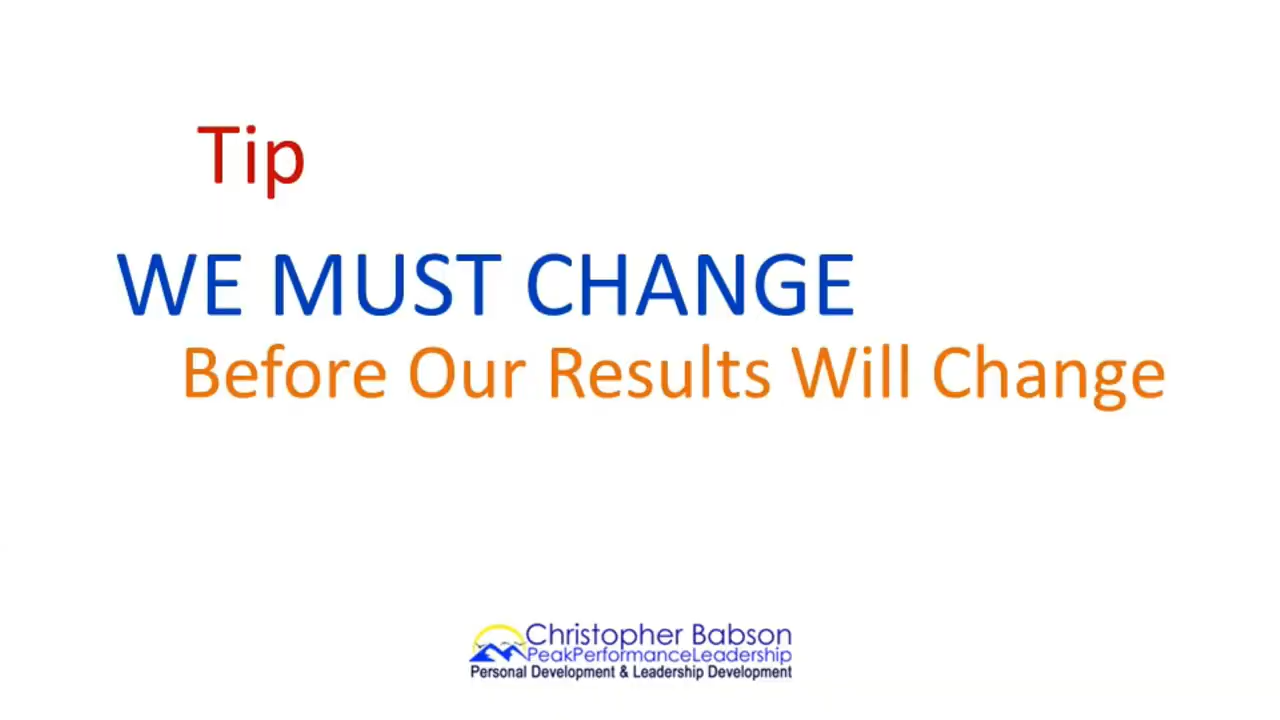 Tip
WE MUST CHANGE
Before Our Results Will Change
Christopher Babson
PeakPerformanceLeadership
Personal Development & Leadership Development